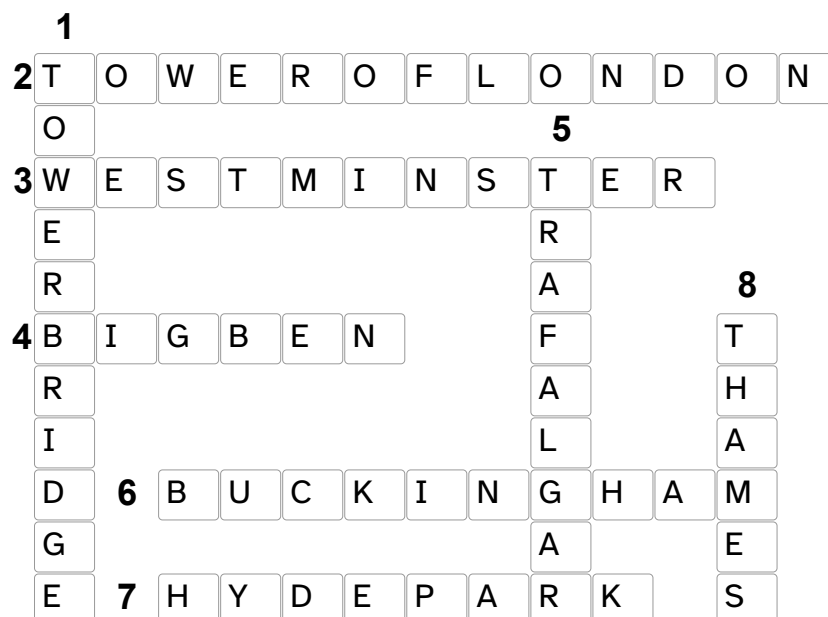 1
2 T O W E R O F L O N D O N
O 5
3 W E S T M I N S T E R
E R
R A 8
4 B I G B E N F T
R A H
I L A
D 6 B U C K I N G H A M
G A E
E 7 H Y D E P A R K S